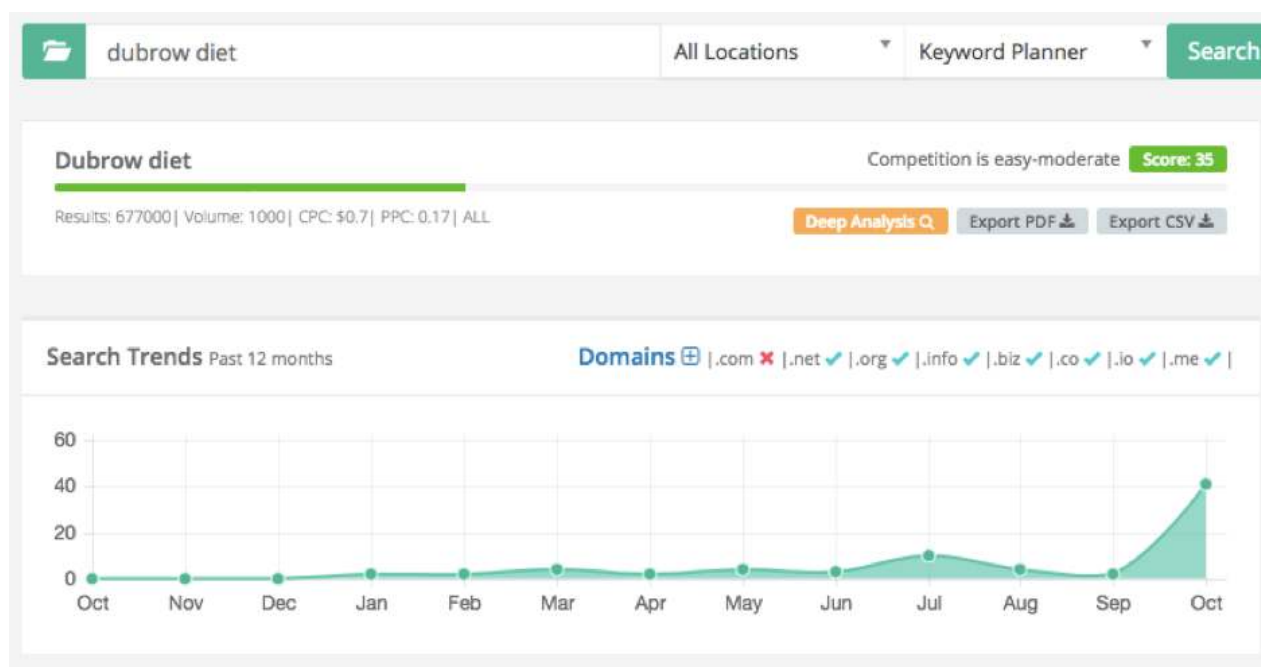 dubrow diet All Locations Keyword Planner Search
Dubrow diet Competition is easy-moderate Score: 35
Results: 677000| Volume: 1000| CPC: $0.7| PPC: 0.17| ALL Deep Analysis Export PDF Export CSV
Search Trends Past 12 months Domains |.com |.net |.org |.info |.biz |.co |.io |.me |
60
40
20
0
Oct Nov Dec Jan Feb Mar Apr May Jun Jul Aug Sep Oct